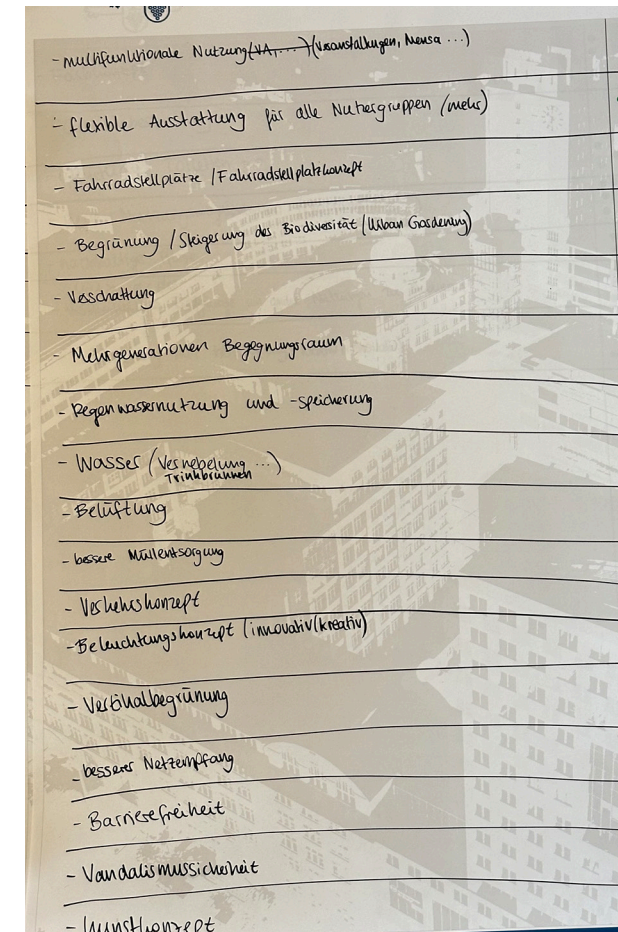 - multifunktionale Nutzung (VA, ...) (Veranstaltungen, Mensa ...)
- flexible Ausstattung für alle Nutzergruppen (mehr)
- Fahrradstellplätze / Fahrradstellplatzkonzept
- Begrünung / Steigerung der Biodiversität / (Urban Gardening)
- Verschattung
- Mehrgenerationen Begegnungsraum
- Regenwassernutzung und -speicherung
- Wasser (Vernebelung ...)
Trinkbrunnen
- Belüftung
- bessere Müllentsorgung
- Verkehrskonzept
- Beleuchtungskonzept (innovativ (kreativ)
- Vertikalbegrünung
- besserer Netzempfang
- Barrierefreiheit
- Vandalismussicherheit
- Kunstkonzept